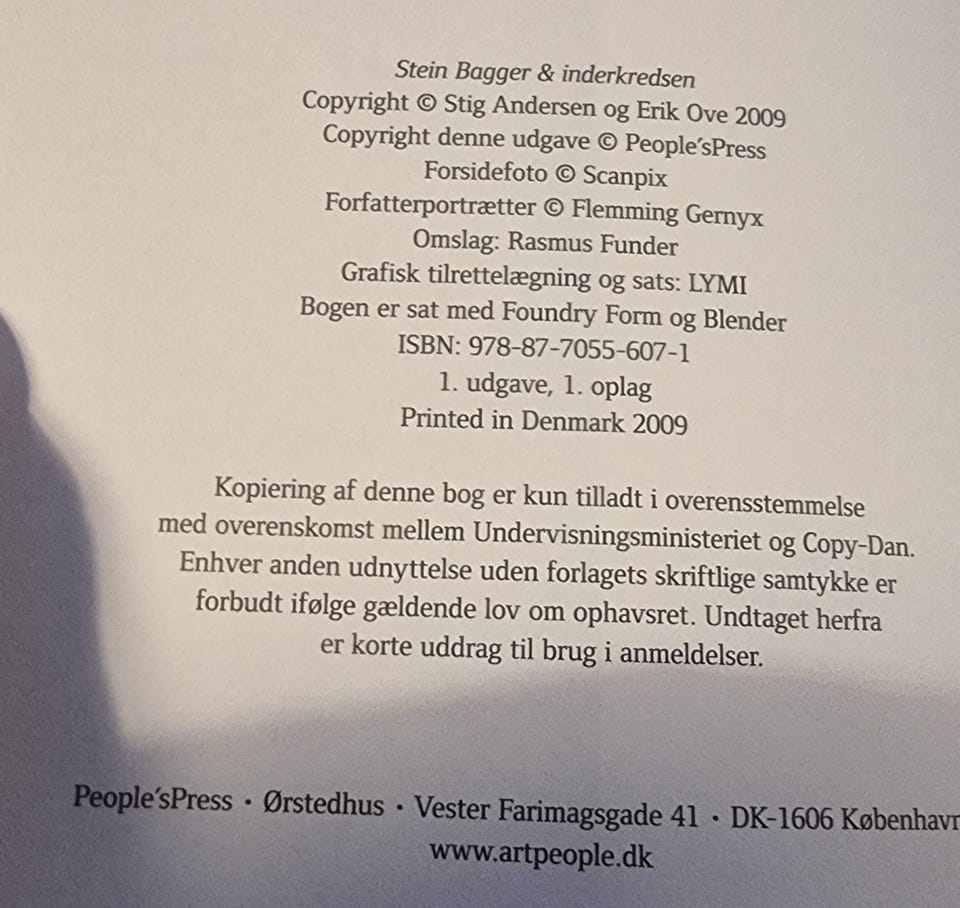 Stein Bagger & inderkredsen
Copyright © Stig Andersen og Erik Ove 2009
Copyright denne udgave © People'sPress
Forsidefoto © Scanpix
Forfatterportrætter © Flemming Gernyx
Omslag: Rasmus Funder
Grafisk tilrettelægning og sats: LYMI
Bogen er sat med Foundry Form og Blender
ISBN: 978-87-7055-607-1
1. udgave, 1. oplag
Printed in Denmark 2009
Kopiering af denne bog er kun tilladt i overensstemmelse
med overenskomst mellem Undervisningsministeriet og Copy-Dan.
Enhver anden udnyttelse uden forlagets skriftlige samtykke er
forbudt ifølge gældende lov om ophavsret. Undtaget herfra
er korte uddrag til brug i anmeldelser.
People'sPress · Ørstedhus · Vester Farimagsgade 41 · DK-1606 København
www.artpeople.dk